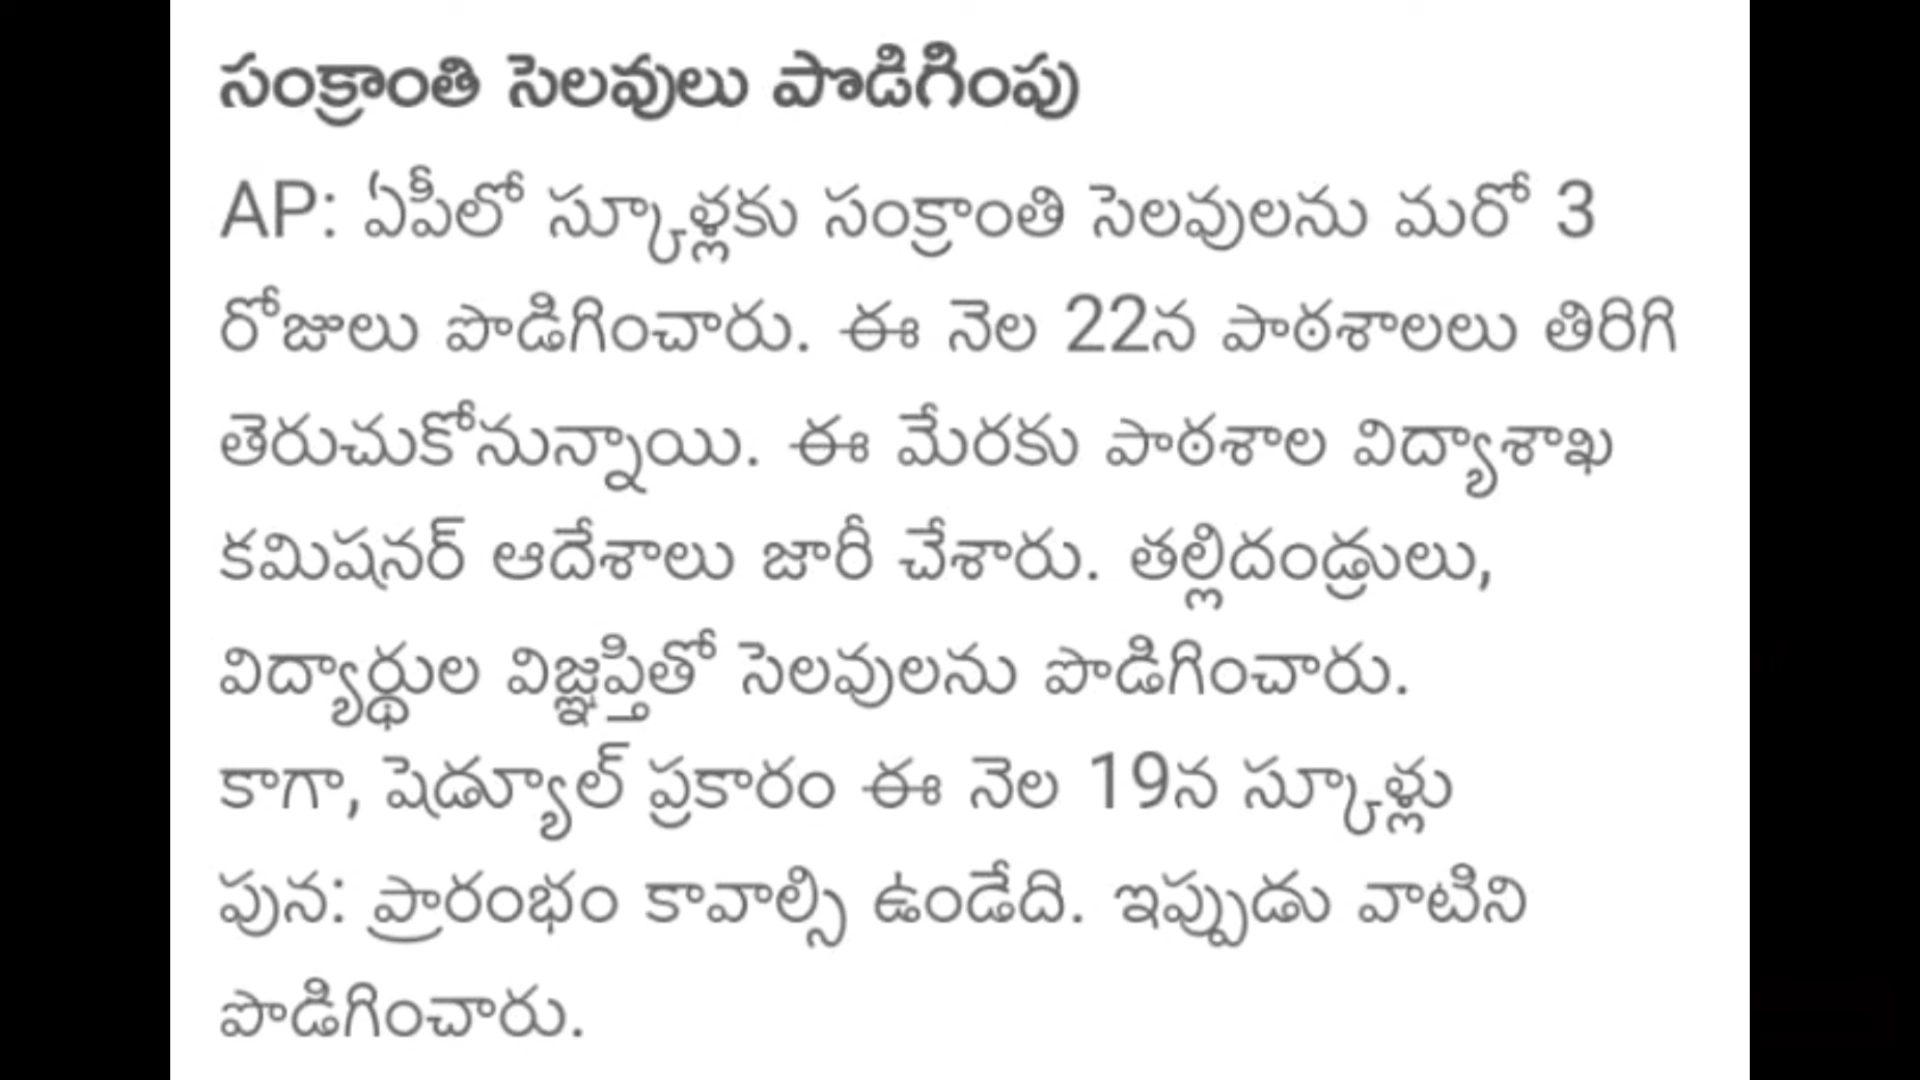 సంక్రాంతి సెలవులు పొడిగింపు
AP: ఏపీలో స్కూళ్లకు సంక్రాంతి సెలవులను మరో 3
రోజులు పొడిగించారు. ఈ నెల 22న పాఠశాలలు తిరిగి
తెరుచుకోనున్నాయి. ఈ మేరకు పాఠశాల విద్యాశాఖ
కమిషనర్ ఆదేశాలు జారీ చేశారు. తల్లిదండ్రులు,
విద్యార్థుల విజ్ఞప్తితో సెలవులను పొడిగించారు.
కాగా, షెడ్యూల్ ప్రకారం ఈ నెల 19న స్కూళ్లు
పున: ప్రారంభం కావాల్సి ఉండేది. ఇప్పుడు వాటిని
పొడిగించారు.